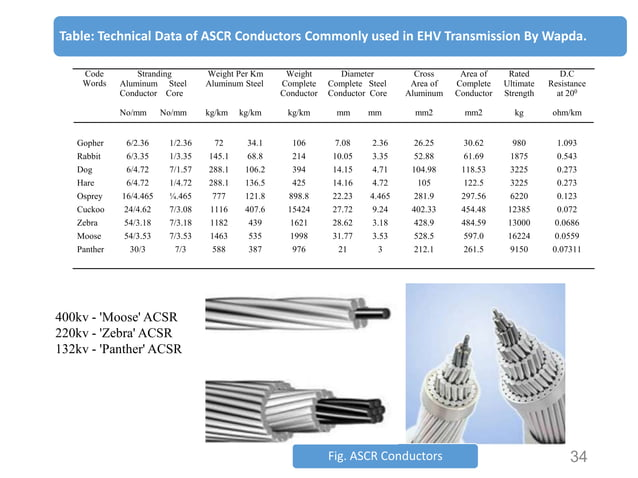 Table: Technical Data of ASCR Conductors Commonly used in EHV Transmission By Wapda.
Code Stranding Weight Per Km Weight Diameter Cross Area of Rated D.C
Words Aluminum Steel Aluminum Steel Complete Complete Steel Area of Complete Ultimate Resistance
Conductor Core Conductor Conductor Core Aluminum Conductor Strength at 20⁰
No/mm No/mm kg/km kg/km kg/km mm mm mm2 mm2 kg ohm/km
Gopher 6/2.36 1/2.36 72 34.1 106 7.08 2.36 26.25 30.62 980 1.093
Rabbit 6/3.35 1/3.35 145.1 68.8 214 10.05 3.35 52.88 61.69 1875 0.543
Dog 6/4.72 7/1.57 288.1 106.2 394 14.15 4.71 104.98 118.53 3225 0.273
Hare 6/4.72 1/4.72 288.1 136.5 425 14.16 4.72 105 122.5 3225 0.273
Osprey 16/4.465 ¼.465 777 121.8 898.8 22.23 4.465 281.9 297.56 6220 0.123
Cuckoo 24/4.62 7/3.08 1116 407.6 15424 27.72 9.24 402.33 454.48 12385 0.072
Zebra 54/3.18 7/3.18 1182 439 1621 28.62 3.18 428.9 484.59 13000 0.0686
Moose 54/3.53 7/3.53 1463 535 1998 31.77 3.53 528.5 597.0 16224 0.0559
Panther 30/3 7/3 588 387 976 21 3 212.1 261.5 9150 0.07311
400kv - 'Moose' ACSR
220kv - 'Zebra' ACSR
132kv - 'Panther' ACSR
Fig. ASCR Conductors
34